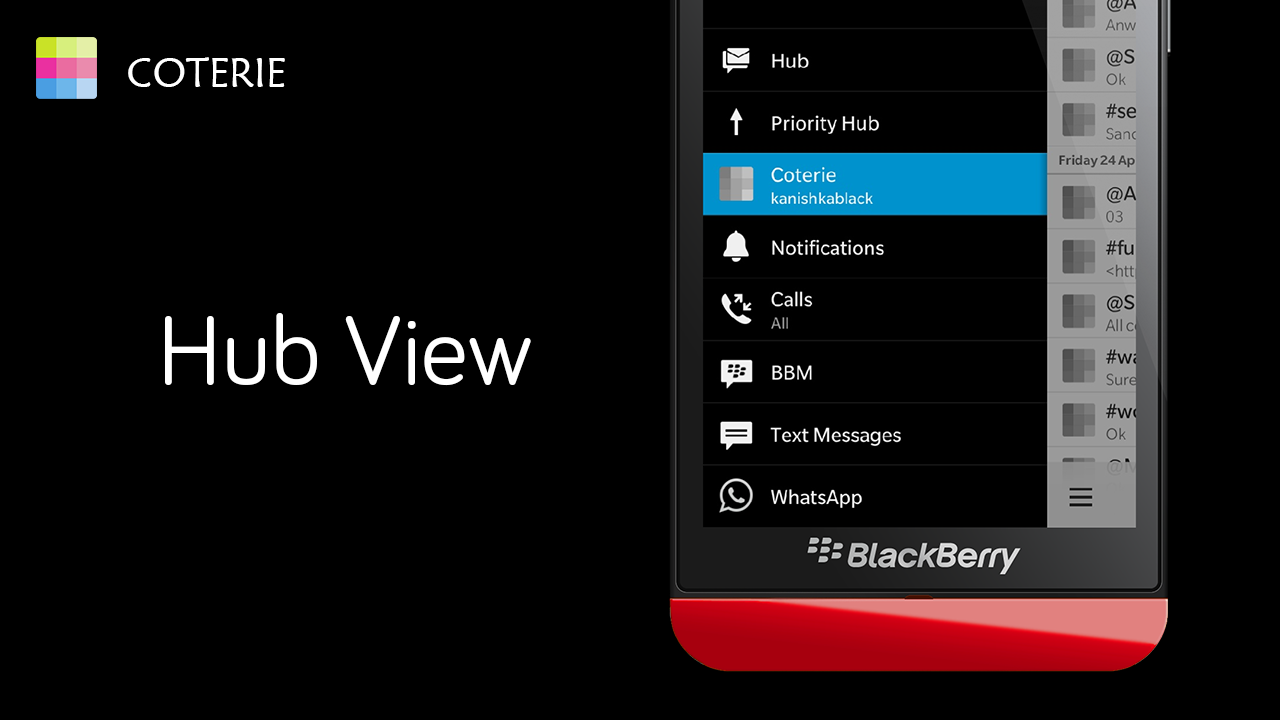 COTERIE
Hub View
Hub
Priority Hub
Coterie
kanishkablack
Notifications
Calls
All
BBM
Text Messages
WhatsApp
@A
Anw
@S
Ok
#se
Sand
Friday 24 Ap
@A
03
#fu
<htt
@S
All c
#wa
Sure
#wo
Ok
@M
BlackBerry